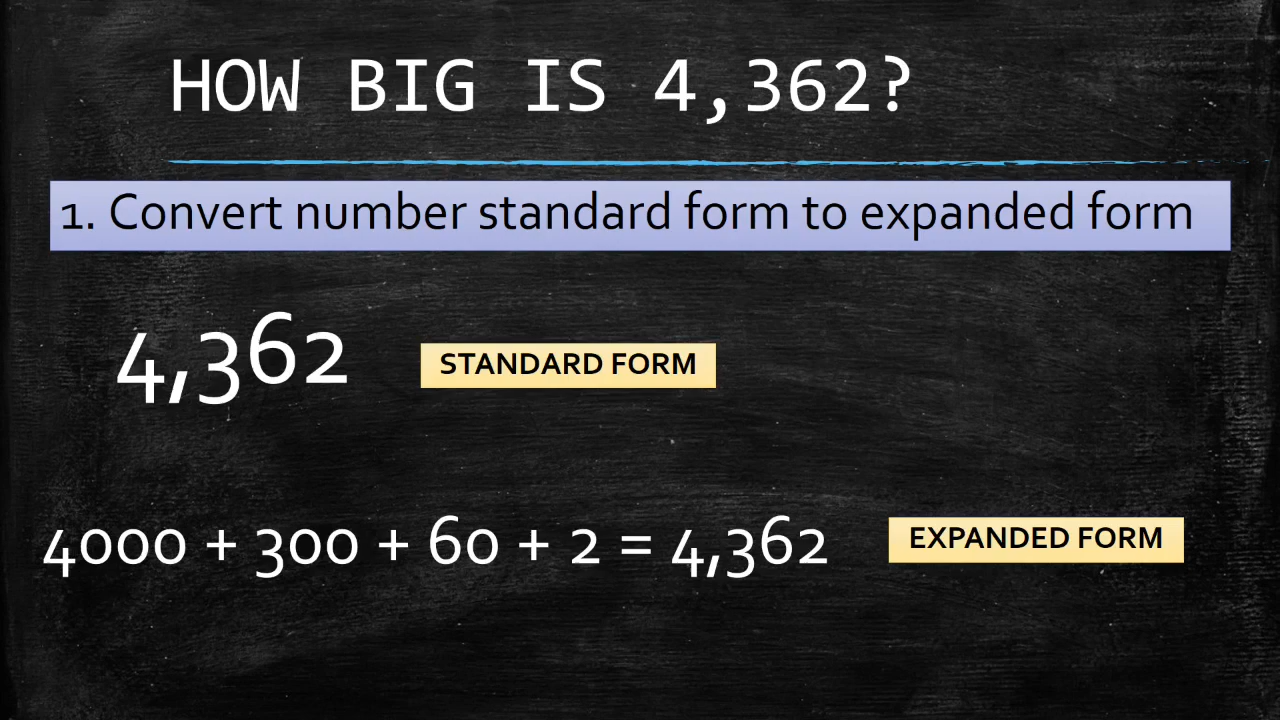 HOW BIG IS 4,362?
1. Convert number standard form to expanded form
4,362 STANDARD FORM
4000 + 300 + 60 + 2 = 4,362 EXPANDED FORM